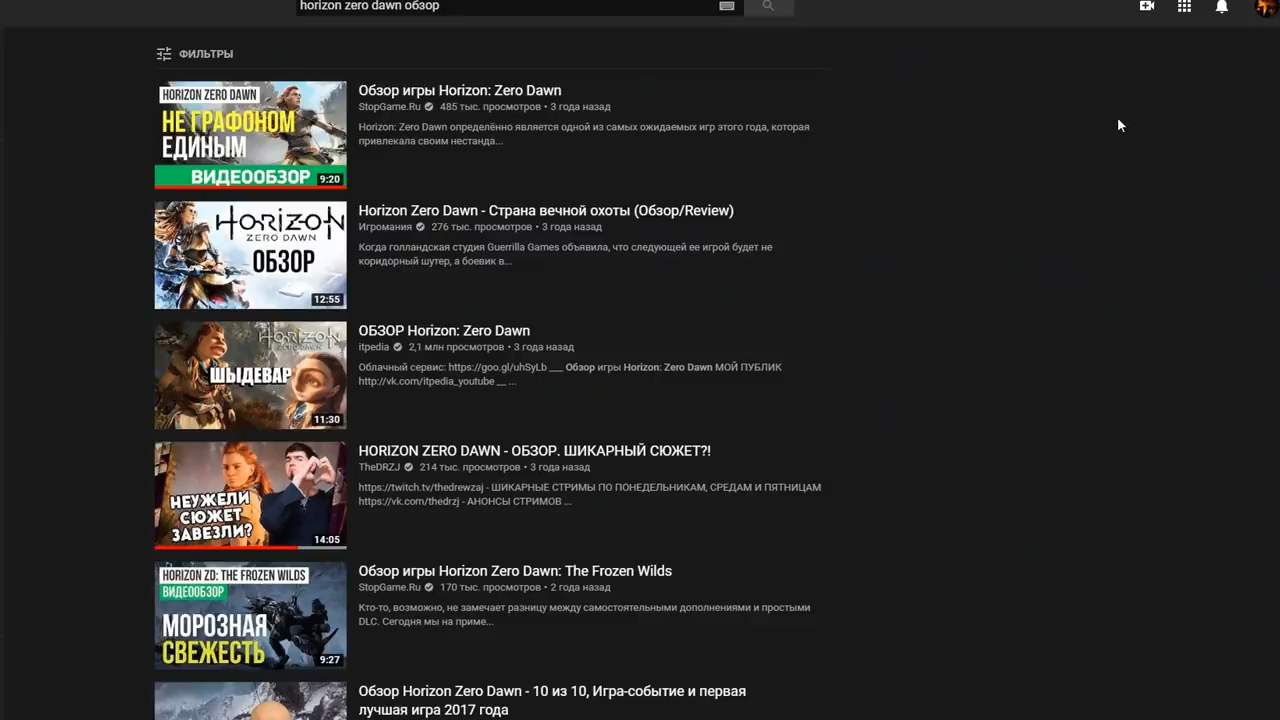 horizon zero dawn обзор
ФИЛЬТРЫ
HORIZON ZERO DAWN
НЕ ГРАФОНОМ
ЕДИНЫМ
ВИДЕООБЗОР
9:20
Обзор игры Horizon: Zero Dawn
StopGame.Ru 485 тыс. просмотров • 3 года назад
Horizon: Zero Dawn определённо является одной из самых ожидаемых игр этого года, которая
привлекала своим нестанда...
HORIZON
ZERO DAWN
ОБЗОР
12:55
Horizon Zero Dawn - Страна вечной охоты (Обзор/Review)
Игромания 276 тыс. просмотров • 3 года назад
Когда голландская студия Guerrilla Games объявила, что следующей ее игрой будет не
коридорный шутер, а боевик в...
HORIZON
ZERO DAWN
ШЫДЕВАР
11:30
ОБЗОР Horizon: Zero Dawn
itpedia 2,1 млн просмотров • 3 года назад
Облачный сервис: https://goo.gl/uhSyLb ___ Обзор игры Horizon: Zero Dawn МОЙ ПУБЛИК
http://vk.com/itpedia_youtube __ ...
НЕУЖЕЛИ
СЮЖЕТ
ЗАВЕЗЛИ?
14:05
HORIZON ZERO DAWN - ОБЗОР. ШИКАРНЫЙ СЮЖЕТ?!
TheDRZJ 214 тыс. просмотров • 3 года назад
https://twitch.tv/thedrewzaj - ШИКАРНЫЕ СТРИМЫ ПО ПОНЕДЕЛЬНИКАМ, СРЕДАМ И ПЯТНИЦАМ
https://vk.com/thedrzj - АНОНСЫ СТРИМОВ ...
HORIZON ZD: THE FROZEN WILDS
ВИДЕООБЗОР
МОРОЗНАЯ
СВЕЖЕСТЬ
9:27
Обзор игры Horizon Zero Dawn: The Frozen Wilds
StopGame.Ru 170 тыс. просмотров • 2 года назад
Кто-то, возможно, не замечает разницу между самостоятельными дополнениями и простыми
DLC. Сегодня мы на приме...
Обзор Horizon Zero Dawn - 10 из 10, Игра-событие и первая
лучшая игра 2017 года